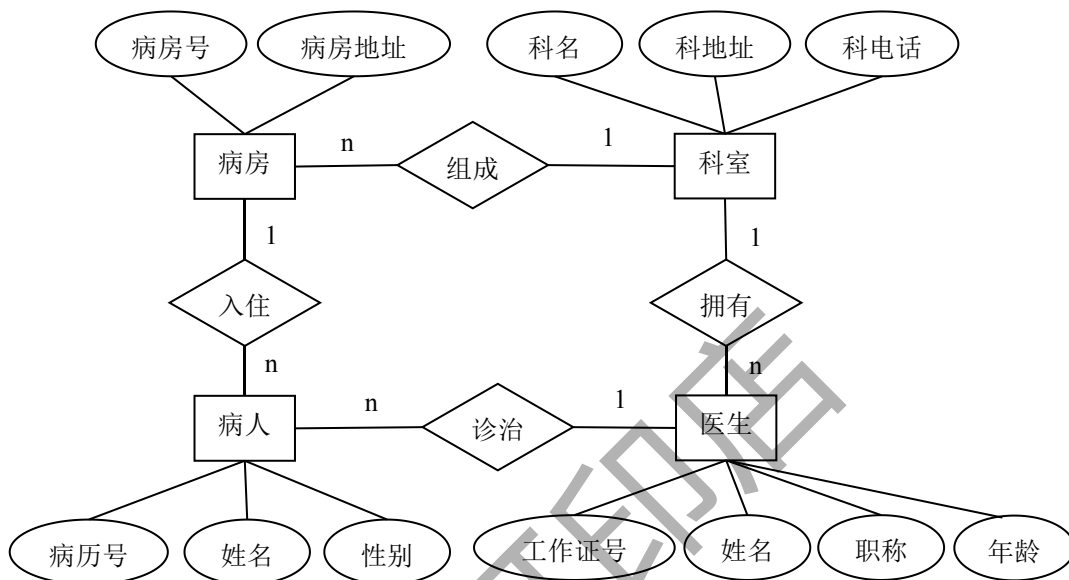 病房号 病房地址 科名 科地址 科电话
病房 n 组成 1 科室
1 1
入住 拥有
n n
病人 n 诊治 1 医生
病历号 姓名 性别 工作证号 姓名 职称 年龄
印店